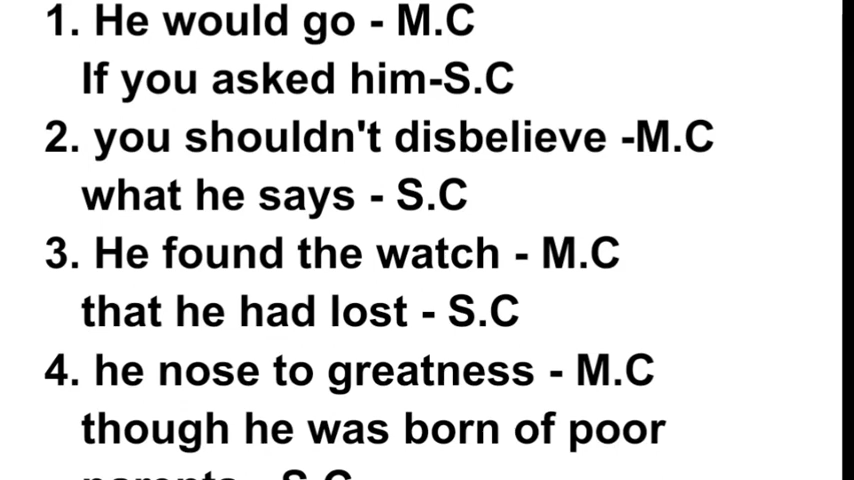 1. He would go - M.C
If you asked him-S.C
2. you shouldn't disbelieve -M.C
what he says - S.C
3. He found the watch - M.C
that he had lost - S.C
4. he nose to greatness - M.C
though he was born of poor
parents - S.C